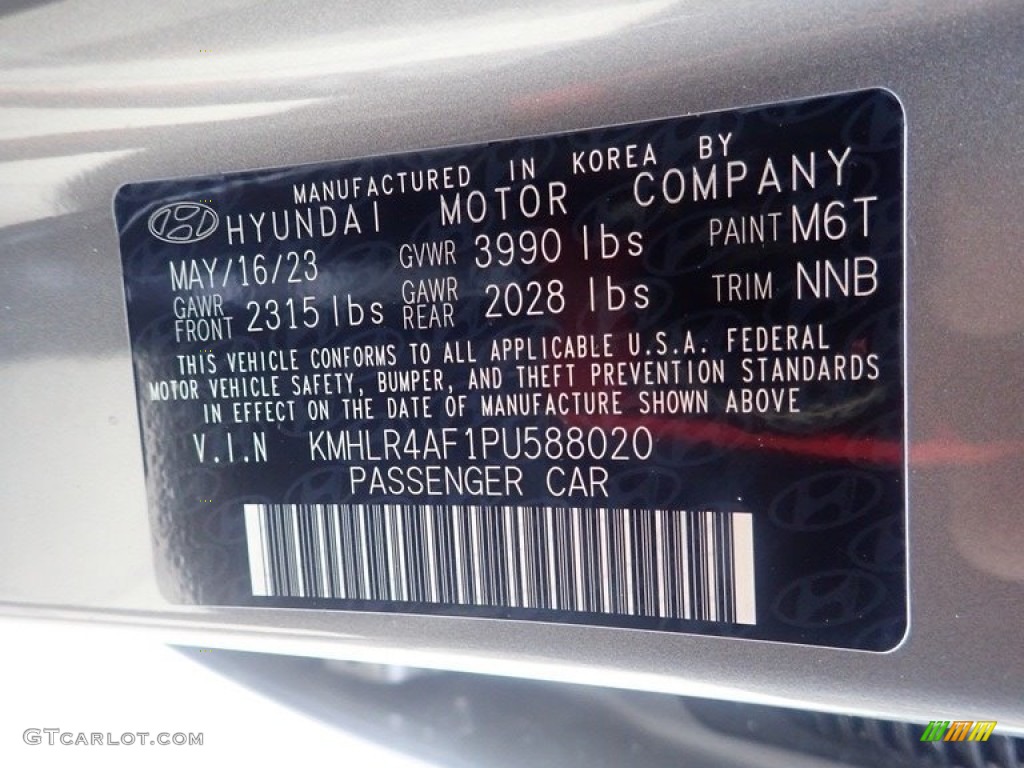 MANUFACTURED IN KOREA BY
HYUNDAI MOTOR COMPANY
MAY/16/23 GVWR 3990 lbs PAINT M6T
GAWR FRONT 2315 lbs GAWR REAR 2028 lbs TRIM NNB
THIS VEHICLE CONFORMS TO ALL APPLICABLE U.S.A. FEDERAL
MOTOR VEHICLE SAFETY, BUMPER, AND THEFT PREVENTION STANDARDS
IN EFFECT ON THE DATE OF MANUFACTURE SHOWN ABOVE
V.I.N KMHLR4AF1PU588020
PASSENGER CAR
GTCARLOT.COM